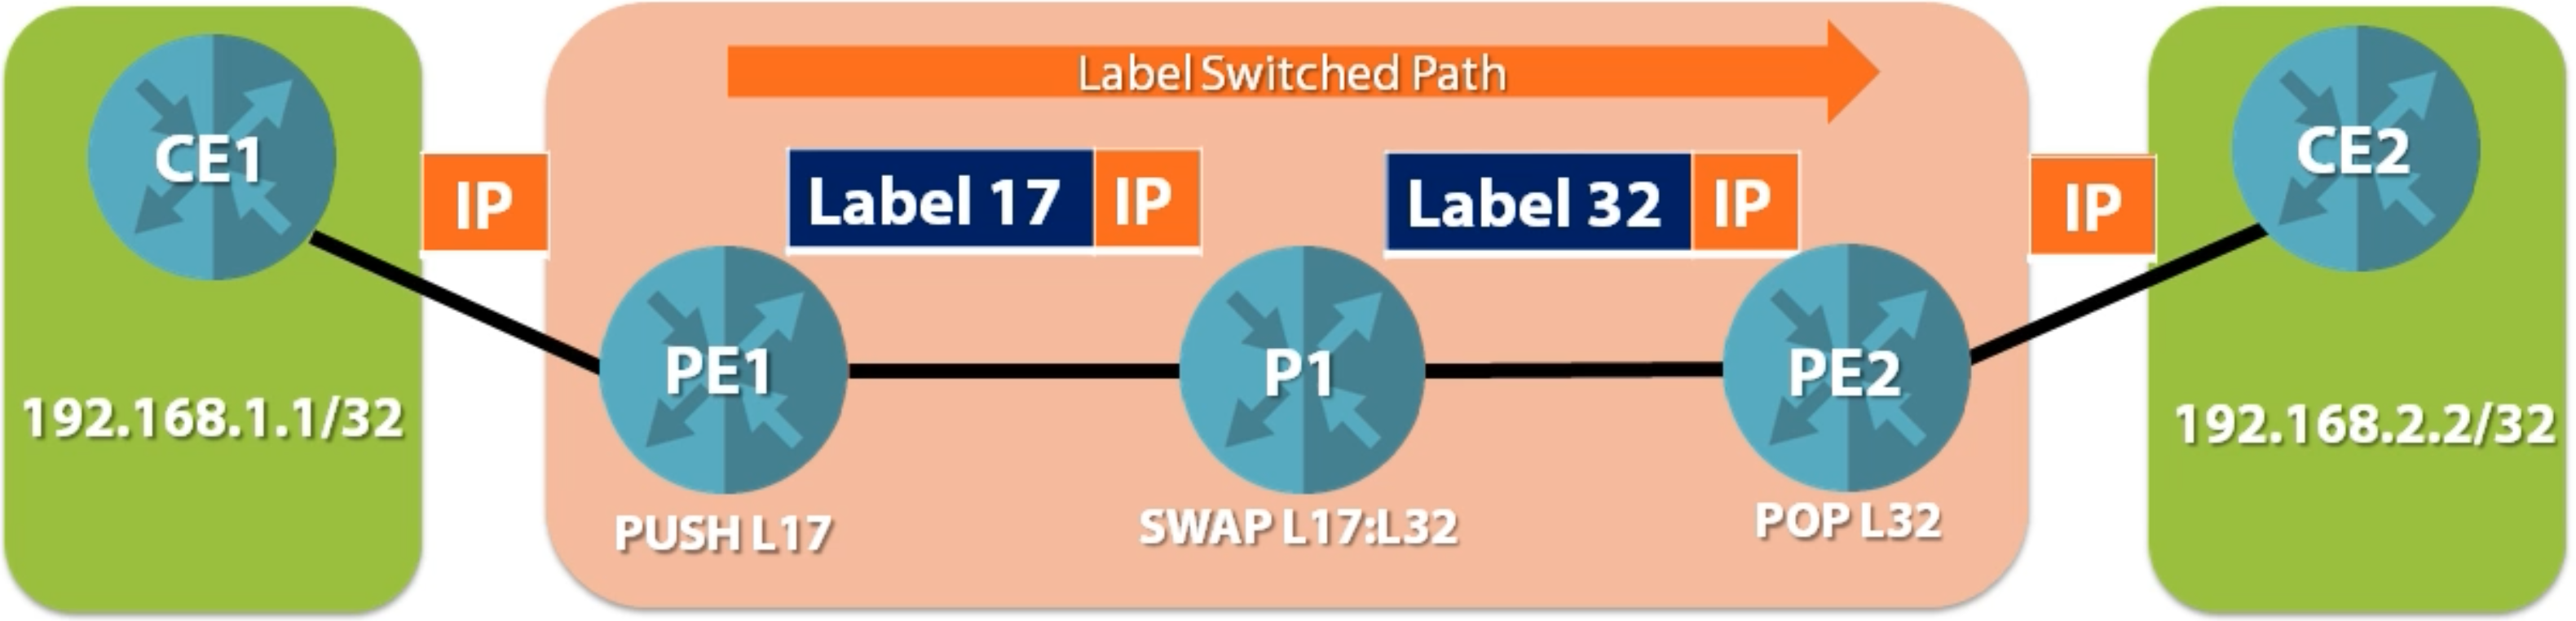 Label Switched Path
CE1
IP
Label 17 IP
Label 32 IP
IP
CE2
PE1
P1
PE2
192.168.1.1/32
192.168.2.2/32
PUSH L17
SWAP L17:L32
POP L32